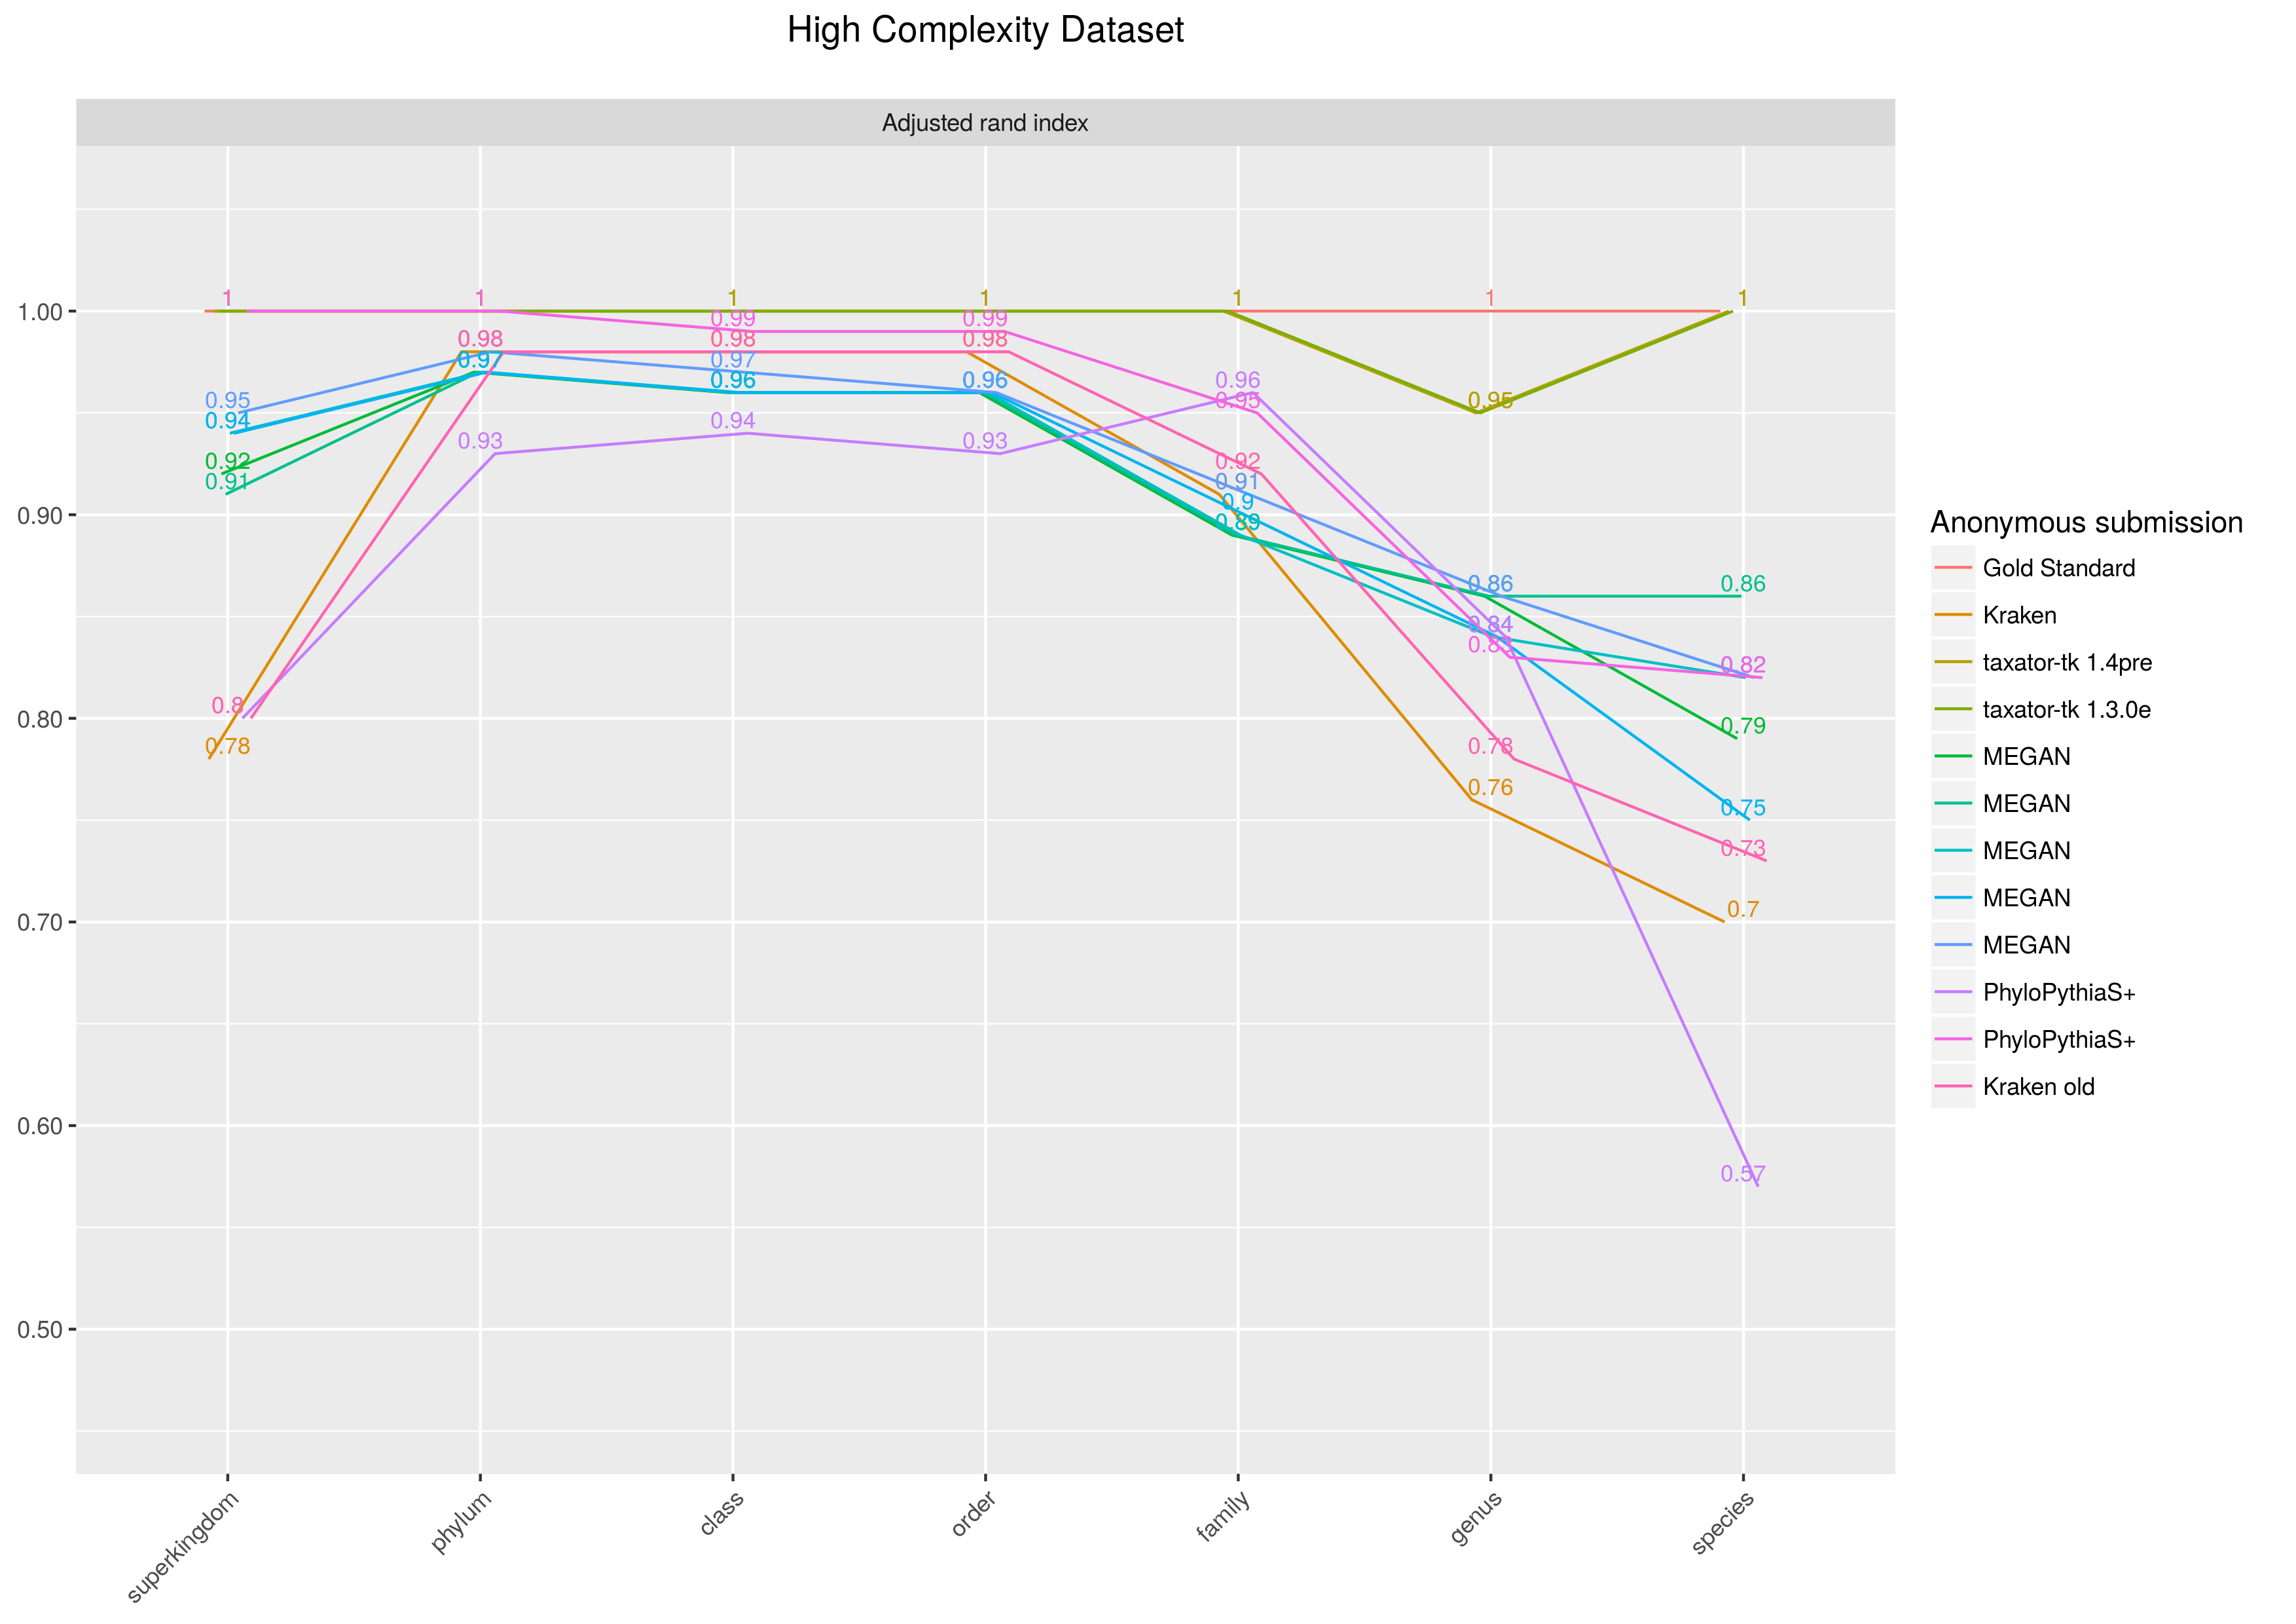 High Complexity Dataset
Adjusted rand index
1 1 1 1 1 1 1
0.99 0.99
0.98 0.98 0.98
0.97 0.97
0.96 0.96 0.96
0.95 0.95 0.95
0.94 0.94
0.93 0.93
0.92 0.92
0.91 0.91
0.9
0.89
0.86 0.86
0.84
0.83
0.82
0.8
0.79
0.78 0.78
0.76
0.75
0.73
0.7
0.57
1.00
0.90
0.80
0.70
0.60
0.50
superkingdom
phylum
class
order
family
genus
species
Anonymous submission
Gold Standard
Kraken
taxator-tk 1.4pre
taxator-tk 1.3.0e
MEGAN
MEGAN
MEGAN
MEGAN
MEGAN
PhyloPythiaS+
PhyloPythiaS+
Kraken old